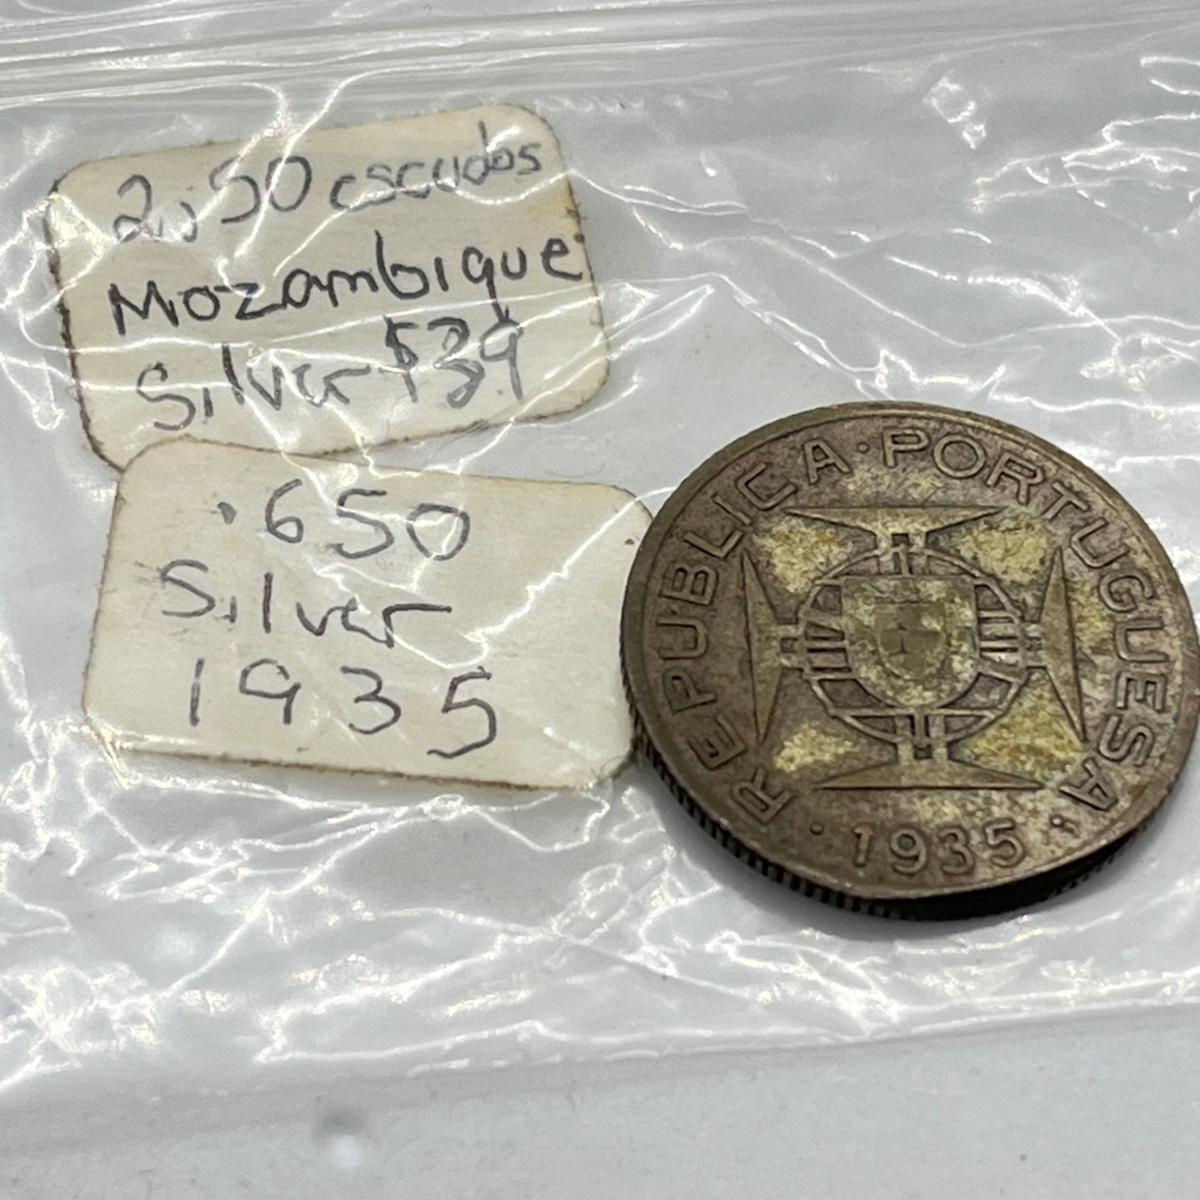 2,50 escudos
Mozambique
Silver $39
.650
Silver
1935
REPUBLICA · PORTUGUESA ·
· 1935